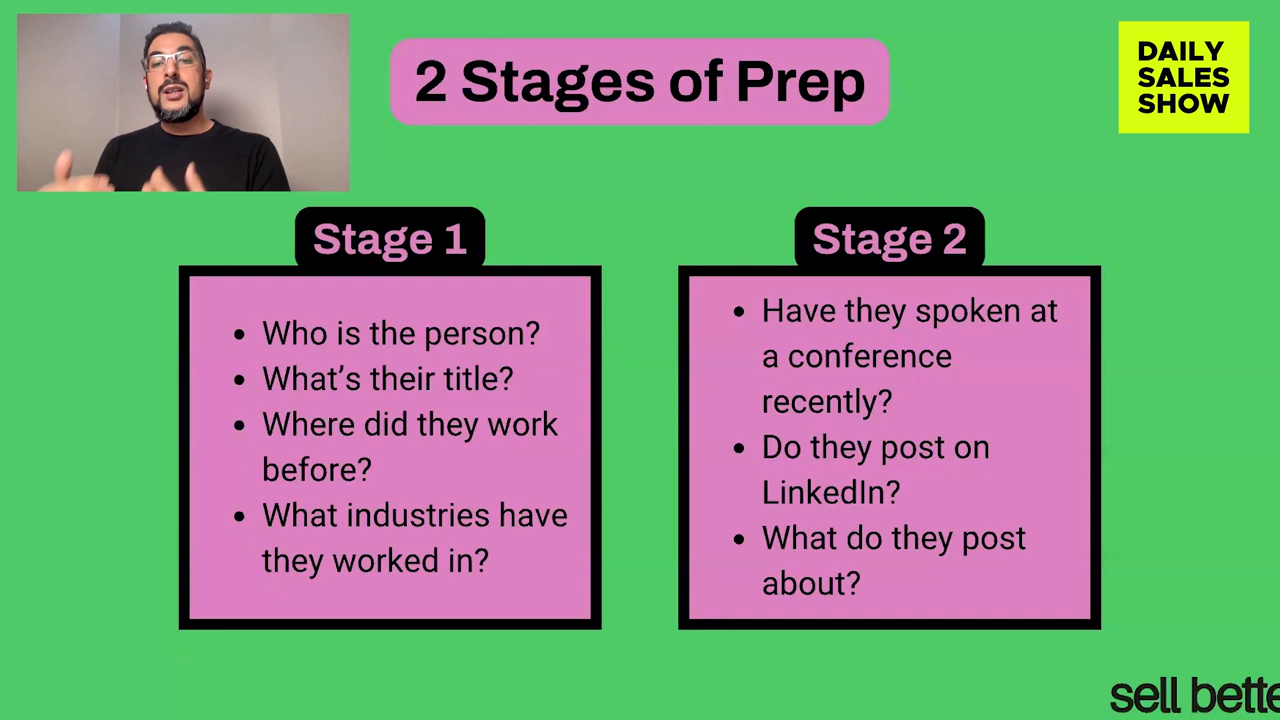 2 Stages of Prep
DAILY
SALES
SHOW
Stage 1
• Who is the person?
• What’s their title?
• Where did they work
before?
• What industries have
they worked in?
Stage 2
• Have they spoken at
a conference
recently?
• Do they post on
LinkedIn?
• What do they post
about?
sell bette